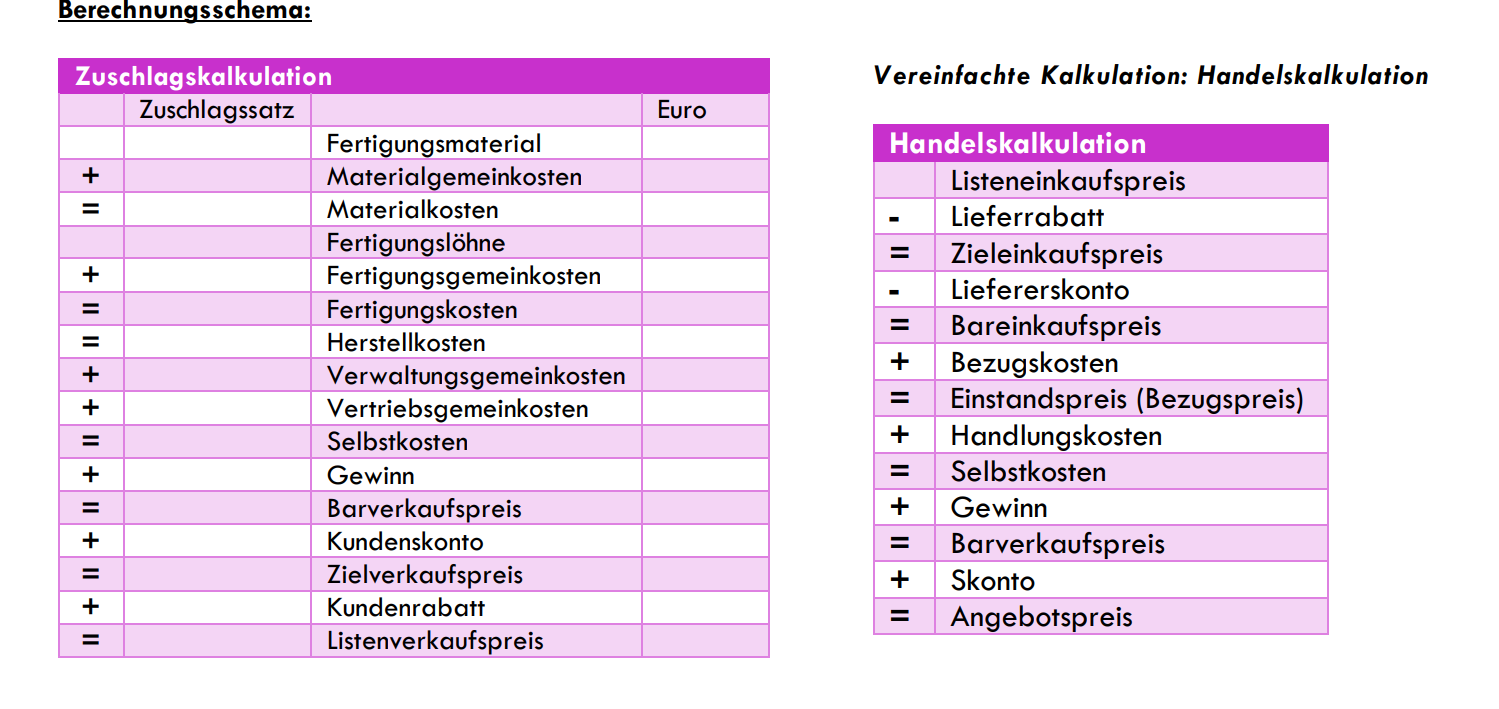 Berechnungsschema:
Zuschlagskalkulation
Zuschlagssatz Euro
Fertigungsmaterial
+ Materialgemeinkosten
= Materialkosten
Fertigungslöhne
+ Fertigungsgemeinkosten
= Fertigungskosten
= Herstellkosten
+ Verwaltungsgemeinkosten
+ Vertriebsgemeinkosten
= Selbstkosten
+ Gewinn
= Barverkaufspreis
+ Kundenskonto
= Zielverkaufspreis
+ Kundenrabatt
= Listenverkaufspreis
Vereinfachte Kalkulation: Handelskalkulation
Handelskalkulation
Listeneinkaufspreis
- Lieferrabatt
= Zieleinkaufspreis
- Liefererskonto
= Bareinkaufspreis
+ Bezugskosten
= Einstandspreis (Bezugspreis)
+ Handlungskosten
= Selbstkosten
+ Gewinn
= Barverkaufspreis
+ Skonto
= Angebotspreis